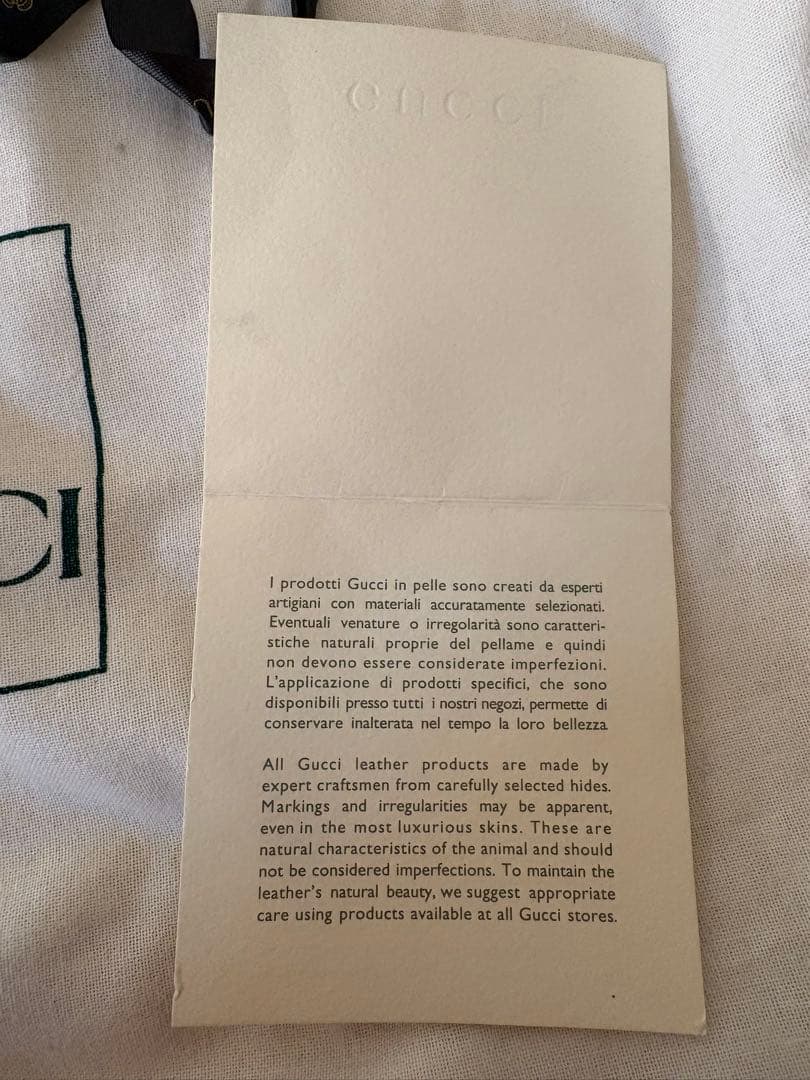 GUCCI
CI
I prodotti Gucci in pelle sono creati da esperti
artigiani con materiali accuratamente selezionati.
Eventuali venature o irregolarità sono caratteri-
stiche naturali proprie del pellame e quindi
non devono essere considerate imperfezioni.
L'applicazione di prodotti specifici, che sono
disponibili presso tutti i nostri negozi, permette di
conservare inalterata nel tempo la loro bellezza
All Gucci leather products are made by
expert craftsmen from carefully selected hides.
Markings and irregularities may be apparent,
even in the most luxurious skins. These are
natural characteristics of the animal and should
not be considered imperfections. To maintain the
leather's natural beauty, we suggest appropriate
care using products available at all Gucci stores.